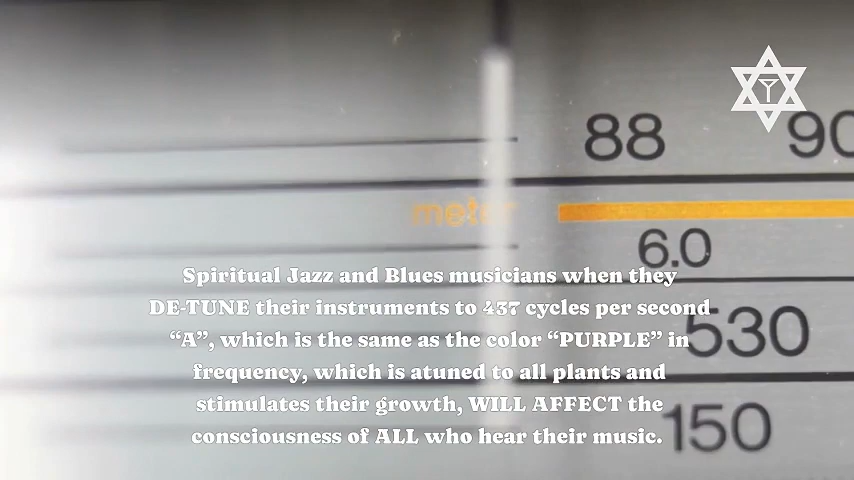 88 90
meter
6.0
Spiritual Jazz and Blues musicians when they
DE-TUNE their instruments to 437 cycles per second
“A”, which is the same as the color “PURPLE” in
530
frequency, which is atuned to all plants and
stimulates their growth, WILL AFFECT the
consciousness of ALL who hear their music.
150